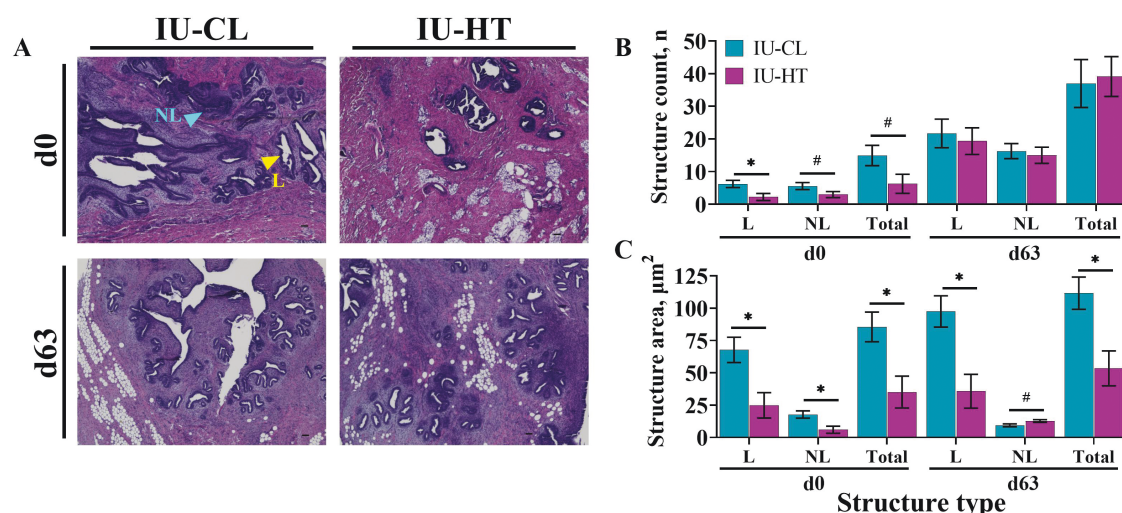 A
IU-CL
IU-HT
d0
NL
L
d63
B
Structure count, n
50
40
30
20
10
0
IU-CL
IU-HT
*
#
#
L NL Total L NL Total
d0 d63
C
Structure area, µm²
125
100
75
50
25
0
*
*
*
*
#
*
L NL Total L NL Total
d0 d63
Structure type